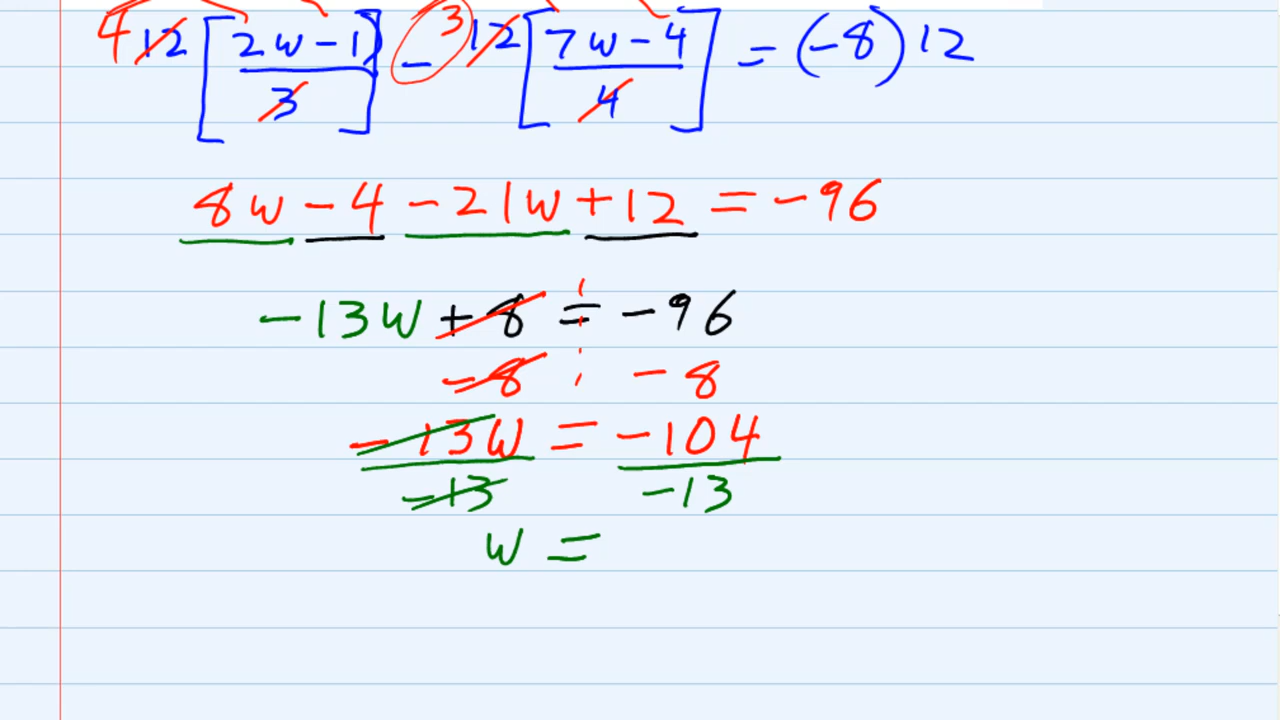 4 12 [2w - 1 / 3] - 3 12 [7w - 4 / 4] = (-8) 12
8w - 4 - 21w + 12 = -96
-13w + 8 = -96
-8 -8
-13w = -104
-13 -13
w =